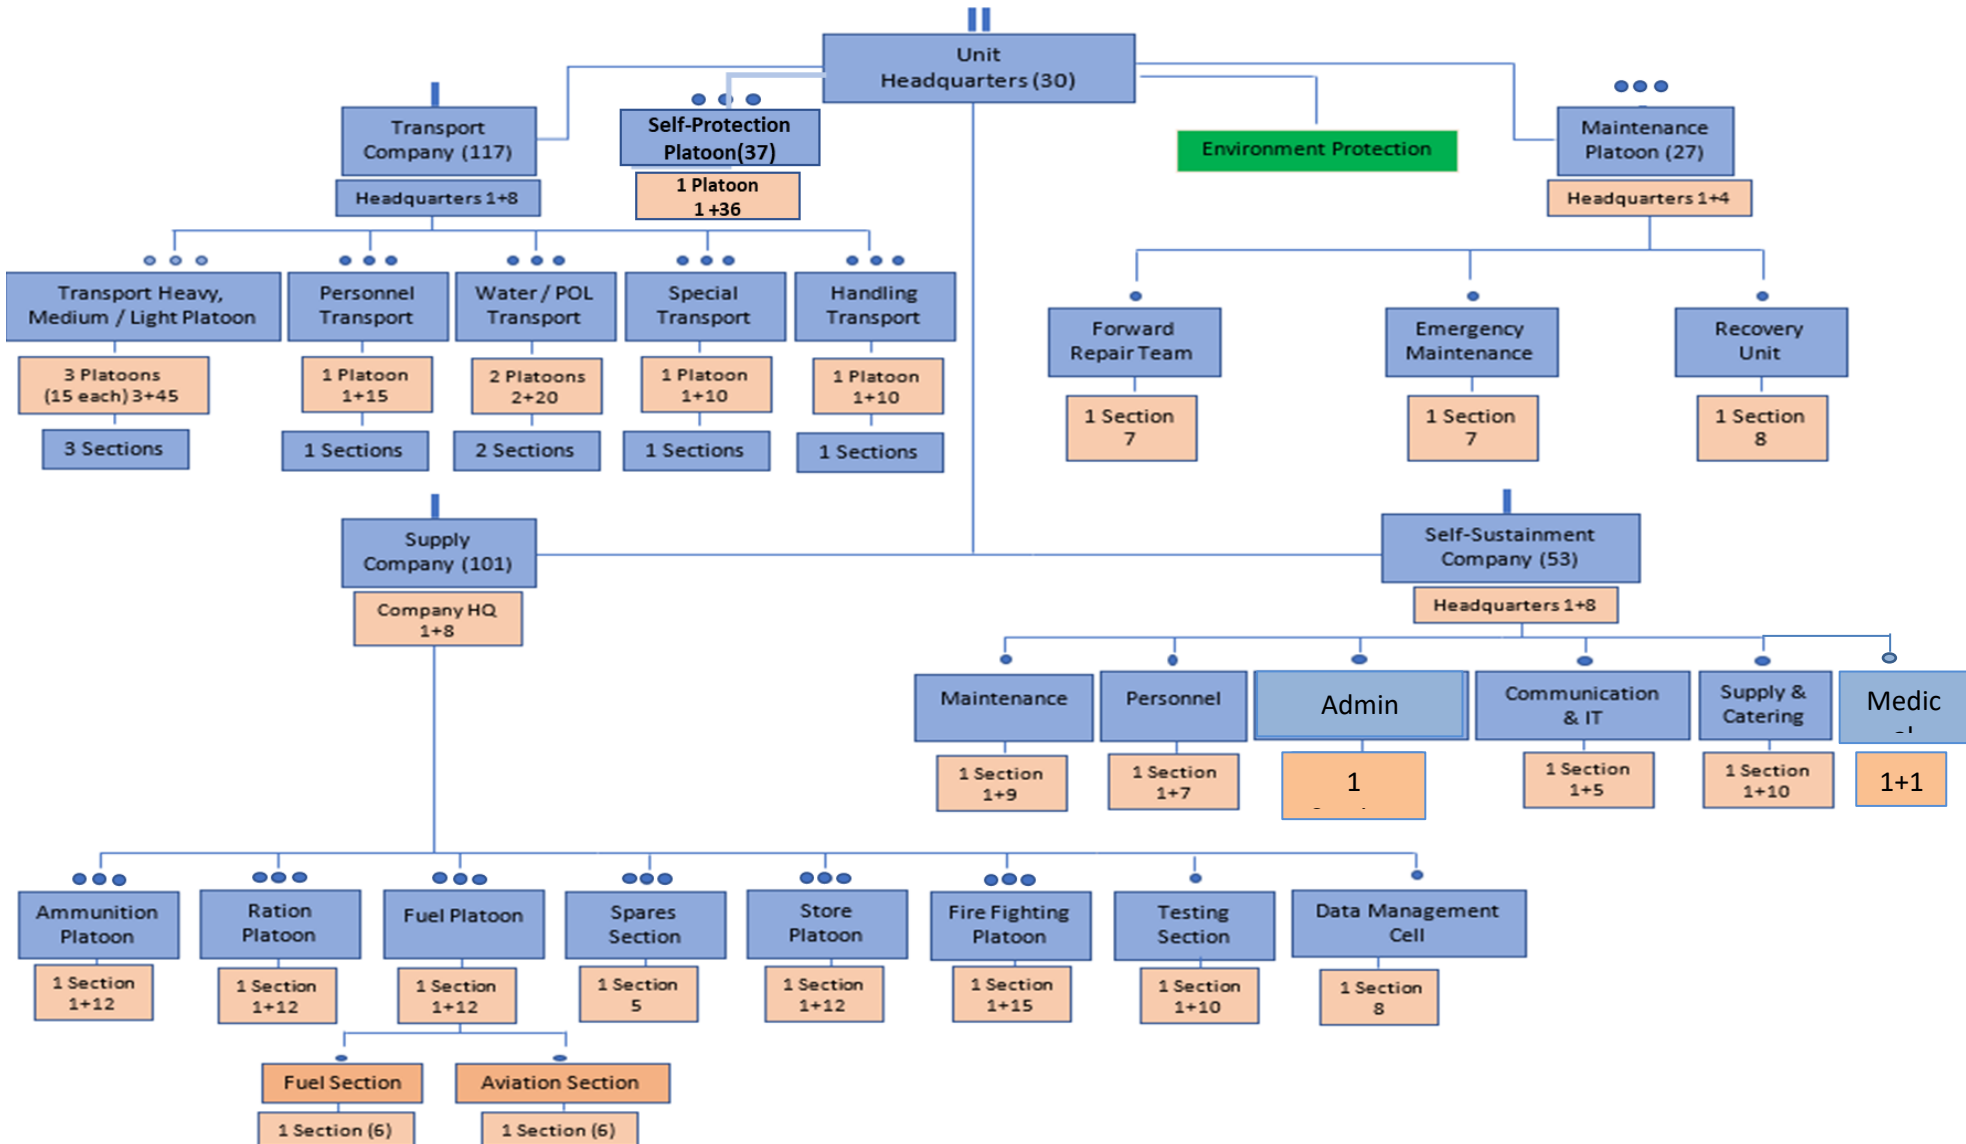 Unit
Headquarters (30)
Transport
Company (117)
Headquarters 1+8
Self-Protection
Platoon(37)
1 Platoon
1 +36
Environment Protection
Maintenance
Platoon (27)
Headquarters 1+4
Transport Heavy,
Medium / Light Platoon
3 Platoons
(15 each) 3+45
3 Sections
Personnel
Transport
1 Platoon
1+15
1 Sections
Water / POL
Transport
2 Platoons
2+20
2 Sections
Special
Transport
1 Platoon
1+10
1 Sections
Handling
Transport
1 Platoon
1+10
1 Sections
Forward
Repair Team
1 Section
7
Emergency
Maintenance
1 Section
7
Recovery
Unit
1 Section
8
Supply
Company (101)
Company HQ
1+8
Self-Sustainment
Company (53)
Headquarters 1+8
Maintenance
1 Section
1+9
Personnel
1 Section
1+7
Admin
1
Communication
& IT
1 Section
1+5
Supply &
Catering
1 Section
1+10
Medic
1+1
Ammunition
Platoon
1 Section
1+12
Ration
Platoon
1 Section
1+12
Fuel Platoon
1 Section
1+12
Spares
Section
1 Section
5
Store
Platoon
1 Section
1+12
Fire Fighting
Platoon
1 Section
1+15
Testing
Section
1 Section
1+10
Data Management
Cell
1 Section
8
Fuel Section
1 Section (6)
Aviation Section
1 Section (6)